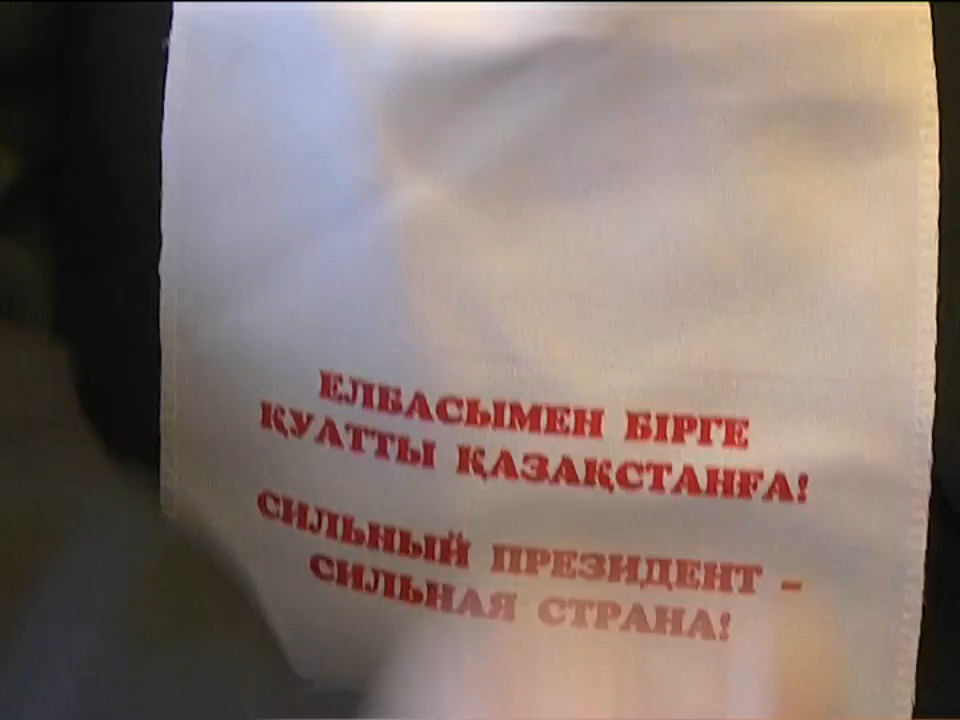 ЕЛБАСЫМЕН БІРГЕ
ҚУАТТЫ ҚАЗАҚСТАНҒА!
СИЛЬНЫЙ ПРЕЗИДЕНТ –
СИЛЬНАЯ СТРАНА!